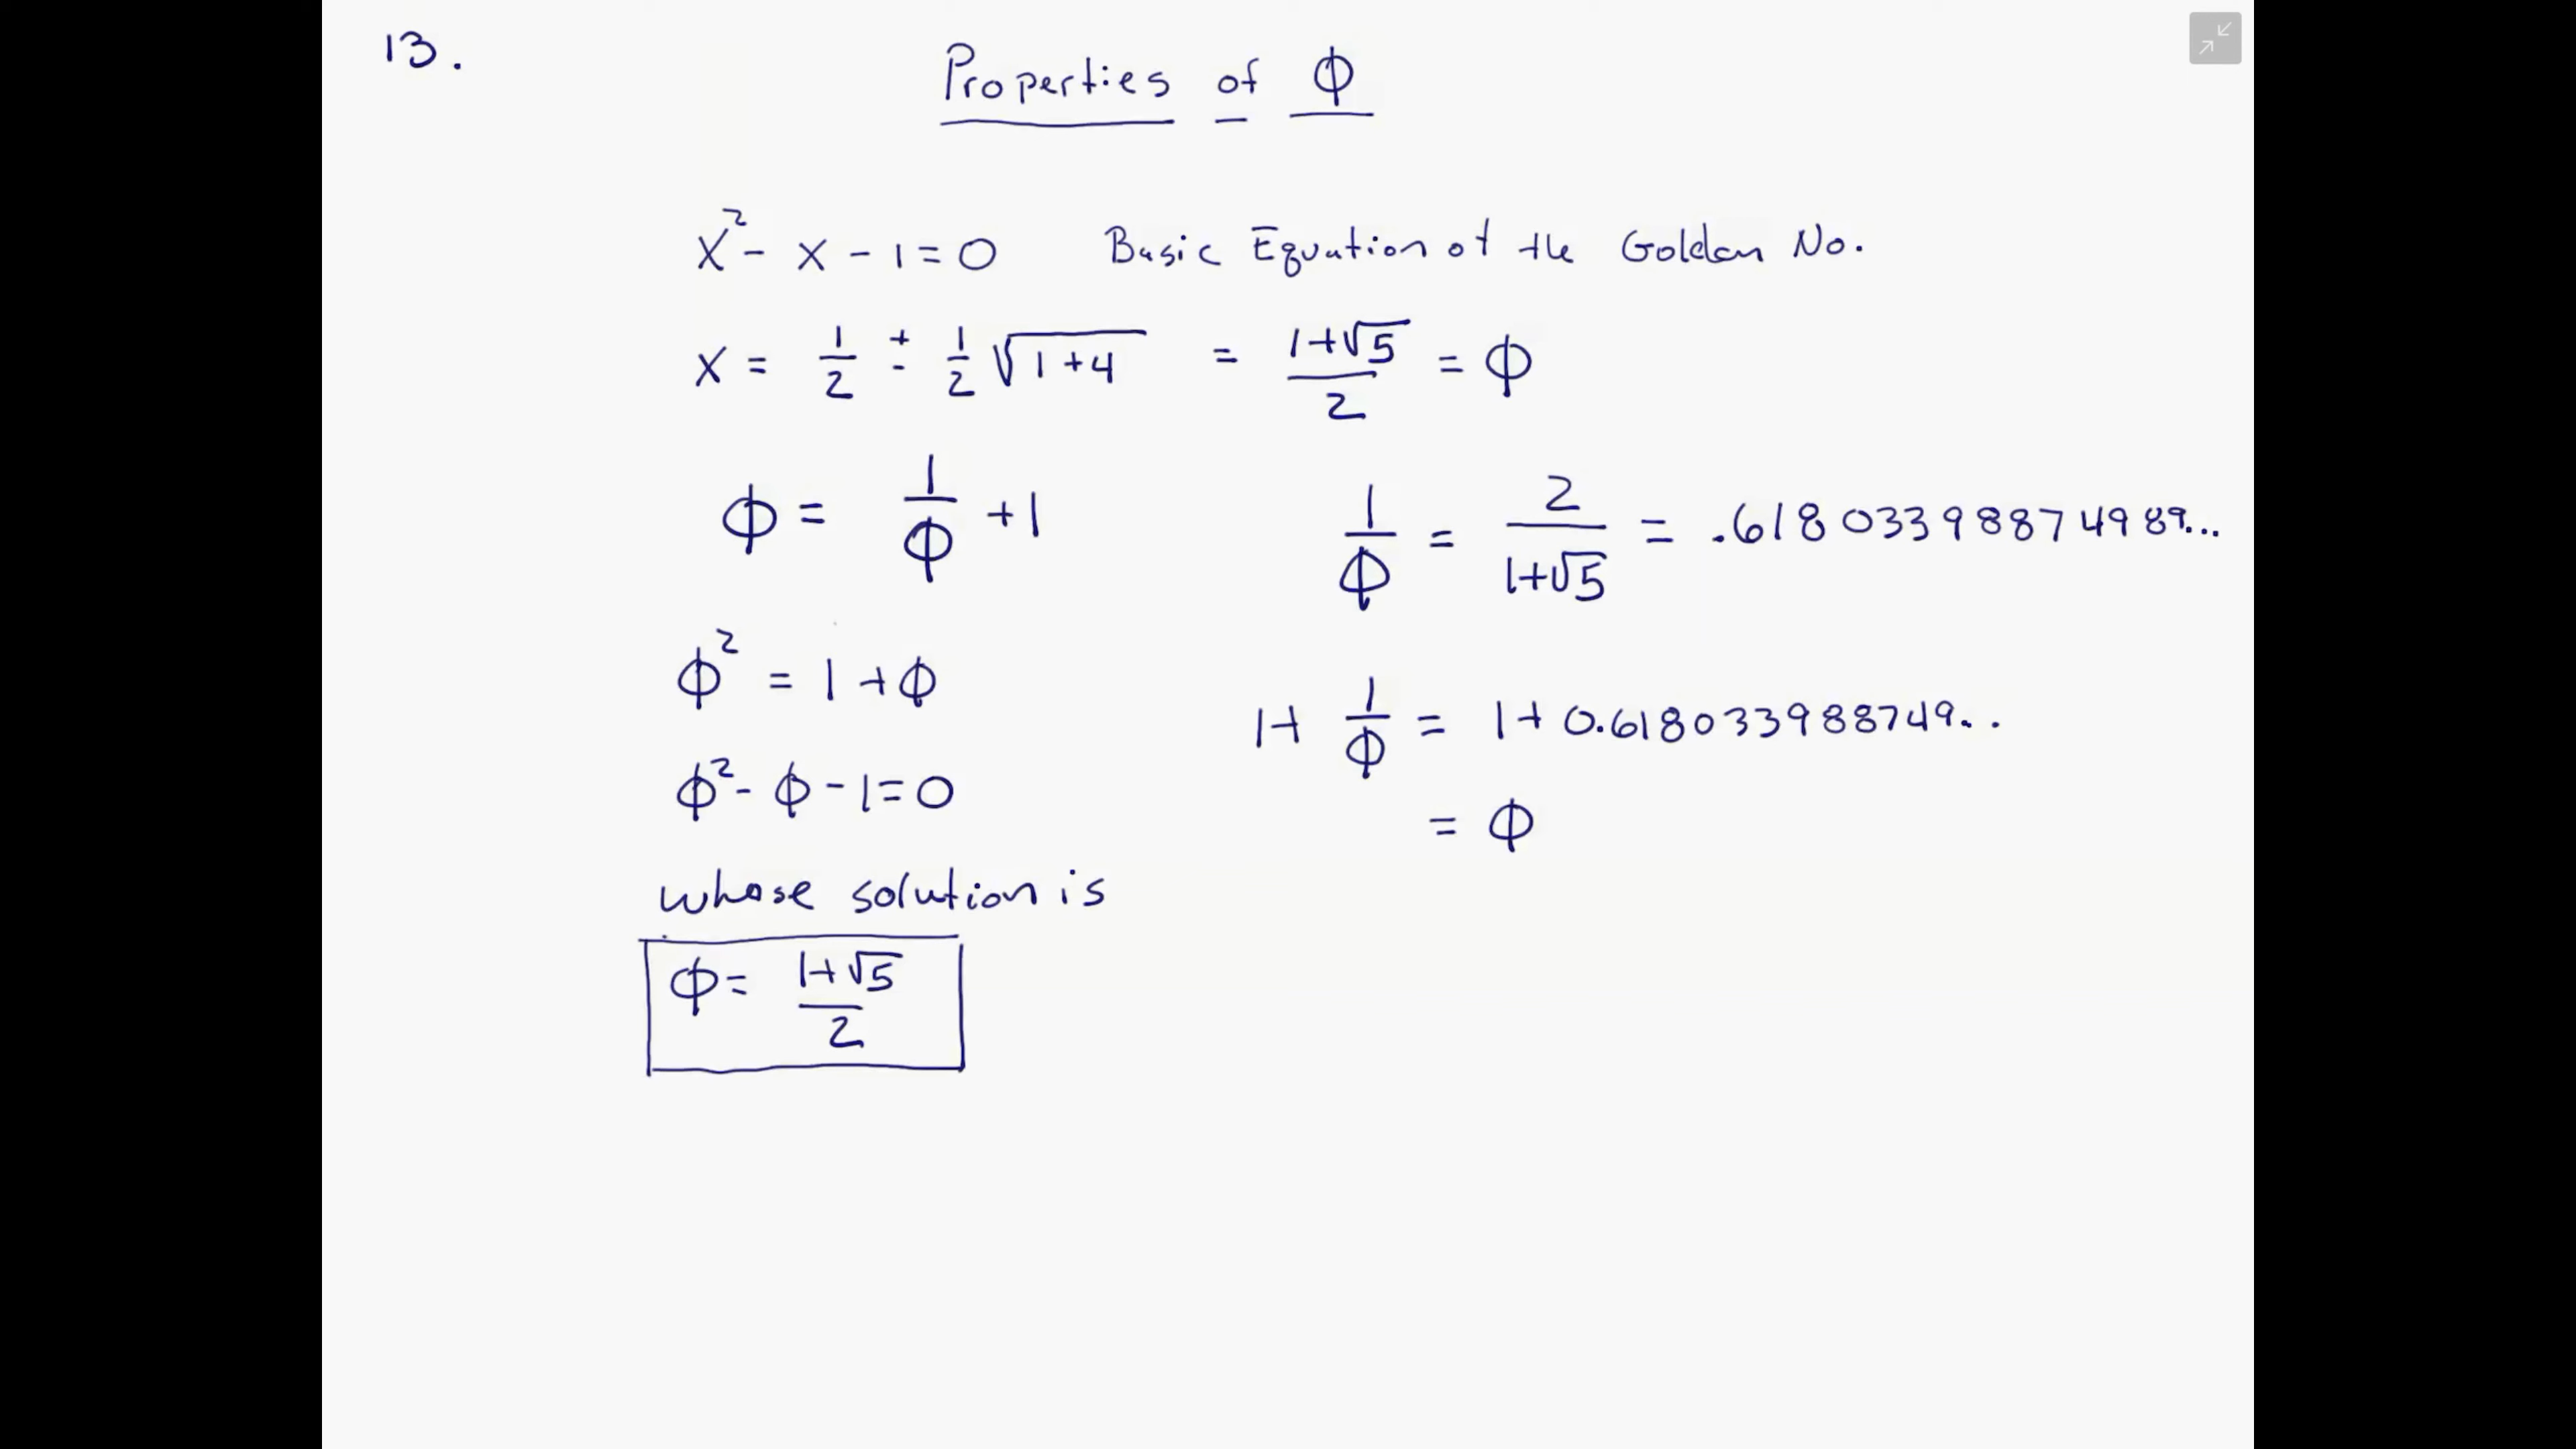 13.
Properties of ϕ
x² - x - 1 = 0 Basic Equation of the Golden No.
x = 1/2 ± 1/2 √(1+4) = (1+√5)/2 = ϕ
ϕ = 1/ϕ + 1
1/ϕ = 2/(1+√5) = .61803398874989...
ϕ² = 1 + ϕ
1+ 1/ϕ = 1 + 0.618033988749..
ϕ² - ϕ - 1 = 0
= ϕ
whose solution is
ϕ = (1+√5)/2